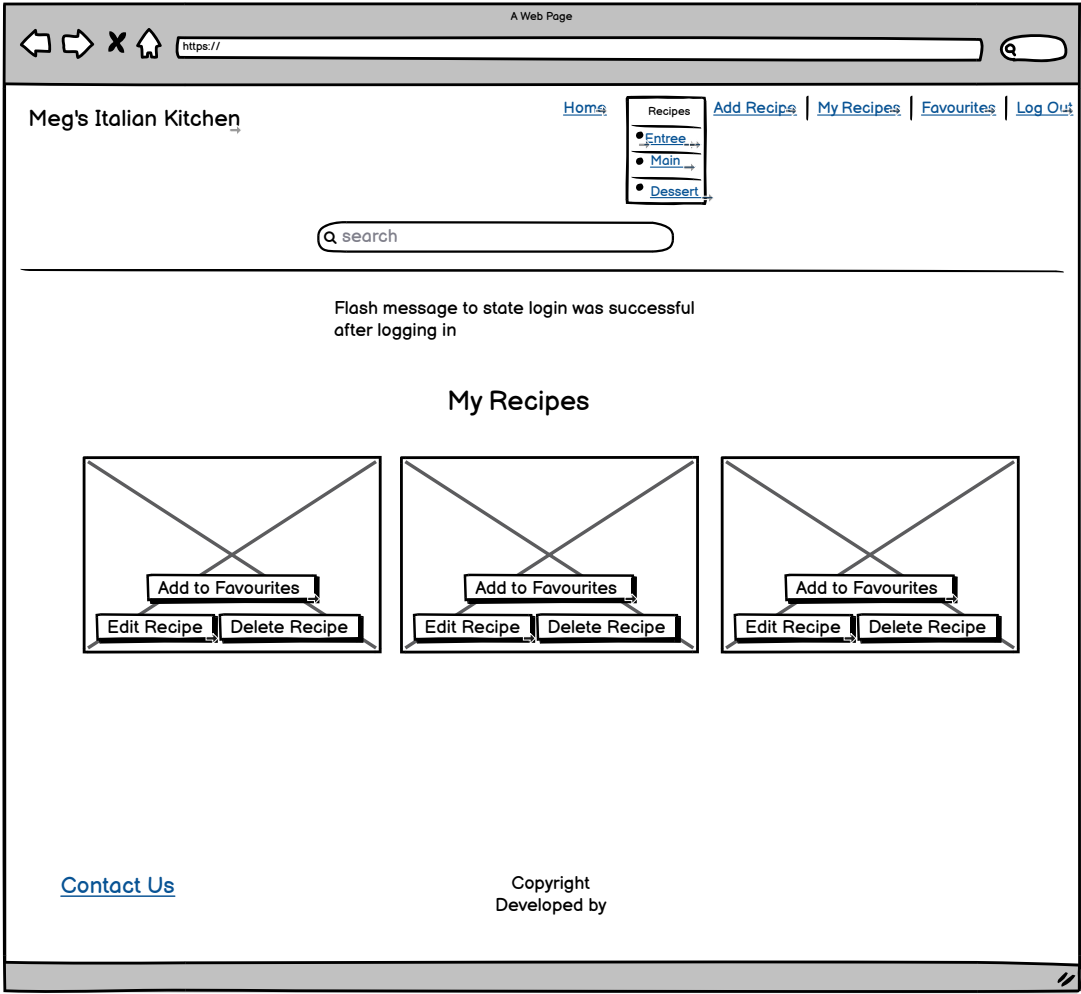 A Web Page
https://
Meg's Italian Kitchen
Home
Recipes
Entree
Main
Dessert
Add Recipe
My Recipes
Favourites
Log Out
search
Flash message to state login was successful
after logging in
My Recipes
Add to Favourites
Edit Recipe
Delete Recipe
Add to Favourites
Edit Recipe
Delete Recipe
Add to Favourites
Edit Recipe
Delete Recipe
Contact Us
Copyright
Developed by